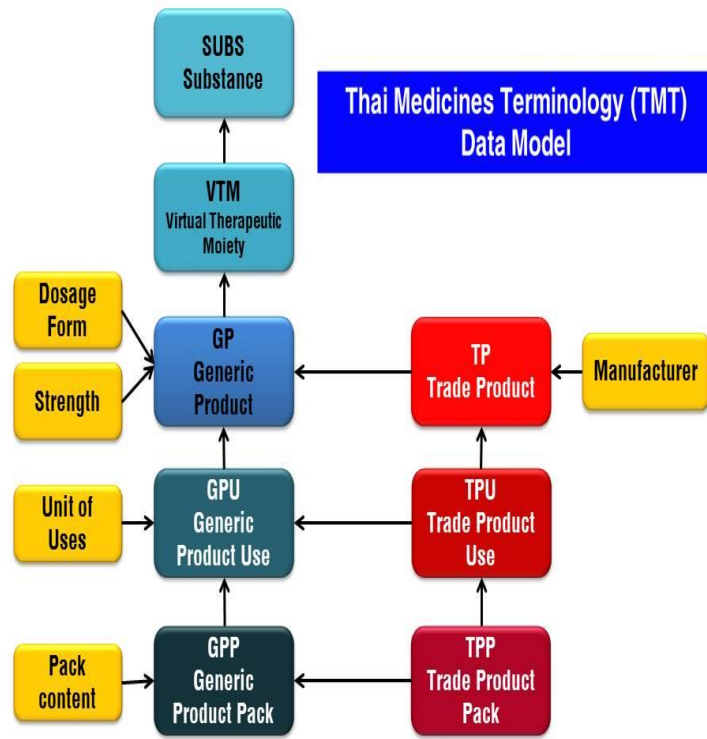 SUBS
Substance
Thai Medicines Terminology (TMT)
Data Model
VTM
Virtual Therapeutic
Moiety
Dosage
Form
Strength
GP
Generic
Product
TP
Trade Product
Manufacturer
Unit of
Uses
GPU
Generic
Product Use
TPU
Trade Product
Use
Pack
content
GPP
Generic
Product Pack
TPP
Trade Product
Pack